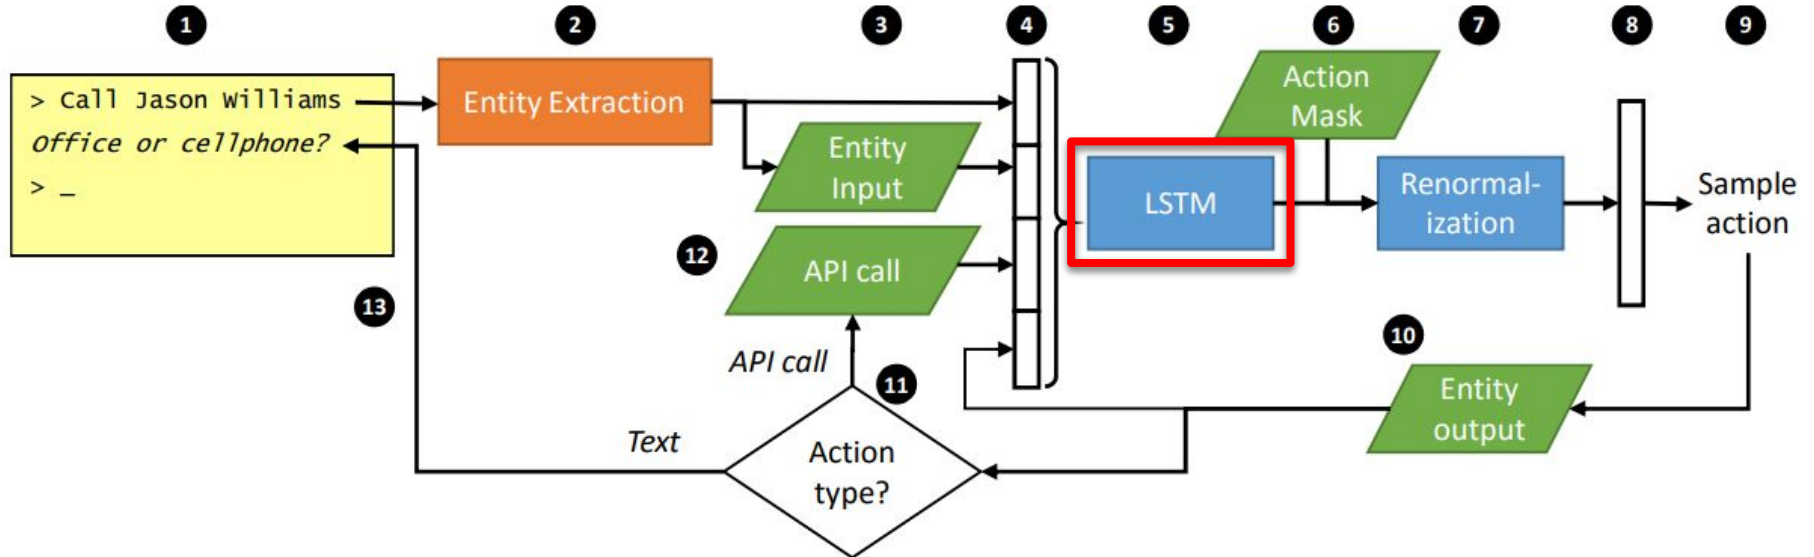 1 2 3 4 5 6 7 8 9
> Call Jason Williams
Office or cellphone?
> _
Entity Extraction
Entity
Input
12
API call
13
API call
11
Action
type?
Text
LSTM
Action
Mask
Renormal-
ization
Sample
action
10
Entity
output